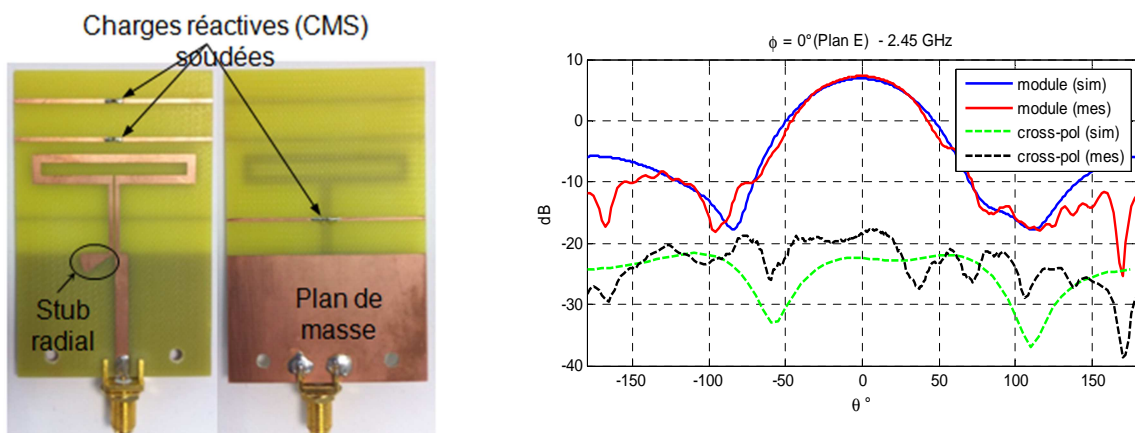 Charges réactives (CMS)
soudées
Stub
radial
Plan de
masse
ϕ = 0°(Plan E) - 2.45 GHz
module (sim)
module (mes)
cross-pol (sim)
cross-pol (mes)
10
0
-10
-20
-30
-40
dB
-150
-100
-50
0
50
100
150
θ °